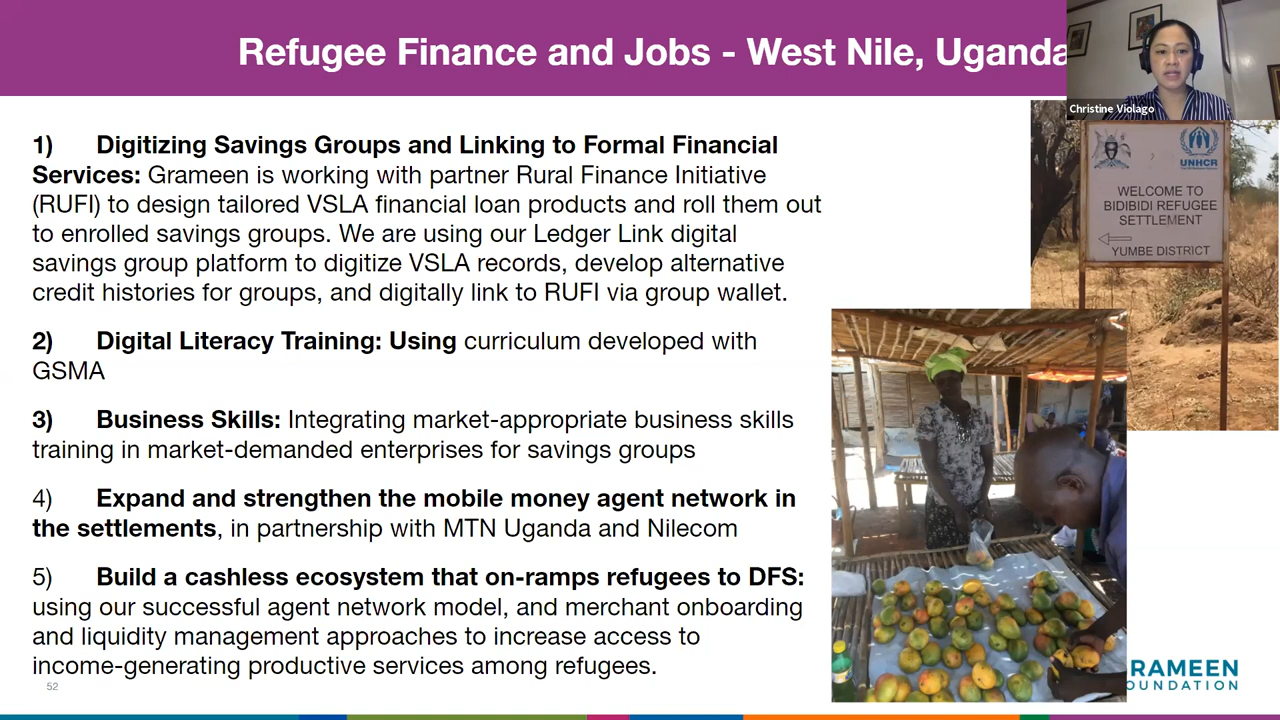 Refugee Finance and Jobs - West Nile, Uganda
Christine Violago
1) Digitizing Savings Groups and Linking to Formal Financial
Services: Grameen is working with partner Rural Finance Initiative
(RUFI) to design tailored VSLA financial loan products and roll them out
to enrolled savings groups. We are using our Ledger Link digital
savings group platform to digitize VSLA records, develop alternative
credit histories for groups, and digitally link to RUFI via group wallet.
2) Digital Literacy Training: Using curriculum developed with
GSMA
3) Business Skills: Integrating market-appropriate business skills
training in market-demanded enterprises for savings groups
4) Expand and strengthen the mobile money agent network in
the settlements, in partnership with MTN Uganda and Nilecom
5) Build a cashless ecosystem that on-ramps refugees to DFS:
using our successful agent network model, and merchant onboarding
and liquidity management approaches to increase access to
income-generating productive services among refugees.
52
UNHCR
WELCOME TO
BIDIBIDI REFUGEE
SETTLEMENT
YUMBE DISTRICT
RAMEEN
OUNDATION